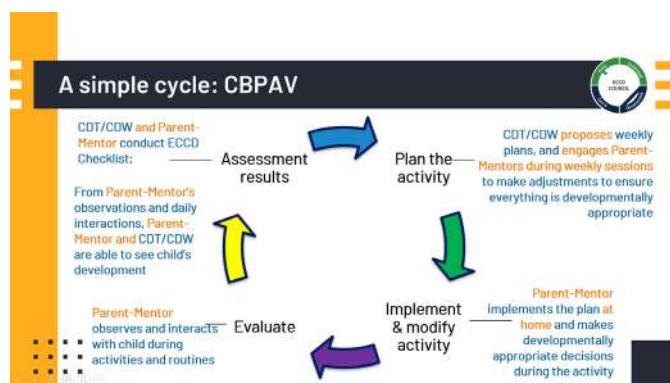 A simple cycle: CBPAV
ECCD
COUNCIL
CDT/CDW and Parent-
Mentor conduct ECCD
Checklist;
Assessment
results
From Parent-Mentor's
observations and daily
interactions, Parent-
Mentor and CDT/CDW
are able to see child's
development
Plan the
activity
CDT/CDW proposes weekly
plans, and engages Parent-
Mentors during weekly sessions
to make adjustments to ensure
everything is developmentally
appropriate
Parent-Mentor
observes and interacts
with child during
activities and routines
Evaluate
Implement
& modify
activity
Parent-Mentor
implements the plan at
home and makes
developmentally
appropriate decisions
during the activity